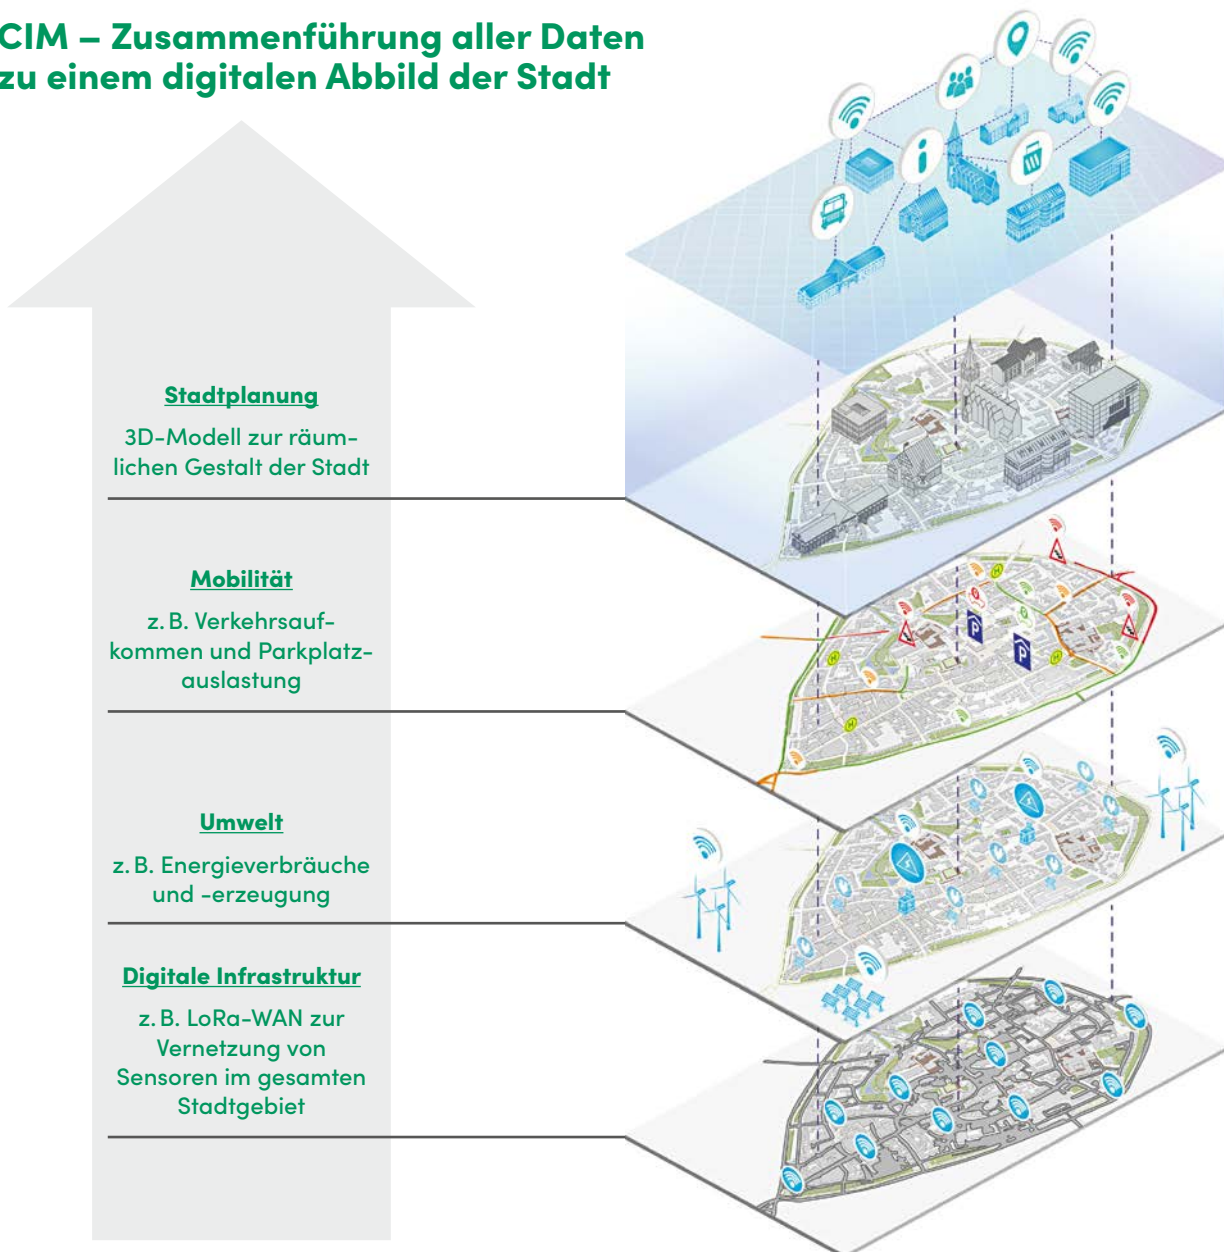 CIM – Zusammenführung aller Daten
zu einem digitalen Abbild der Stadt
Stadtplanung
3D-Modell zur räum-
lichen Gestalt der Stadt
Mobilität
z. B. Verkehrsauf-
kommen und Parkplatz-
auslastung
Umwelt
z. B. Energieverbräuche
und -erzeugung
Digitale Infrastruktur
z. B. LoRa-WAN zur
Vernetzung von
Sensoren im gesamten
Stadtgebiet
i
H
P
P
H
H
H